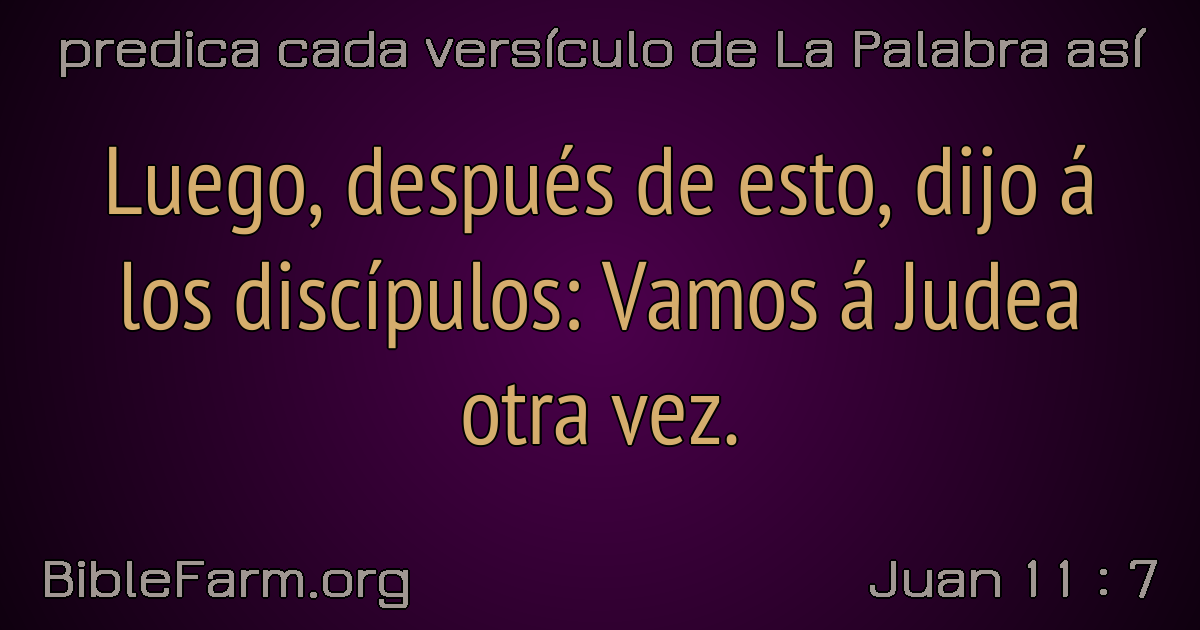 predica cada versículo de La Palabra así
Luego, después de esto, dijo á
los discípulos: Vamos á Judea
otra vez.
BibleFarm.org
Juan 11 : 7